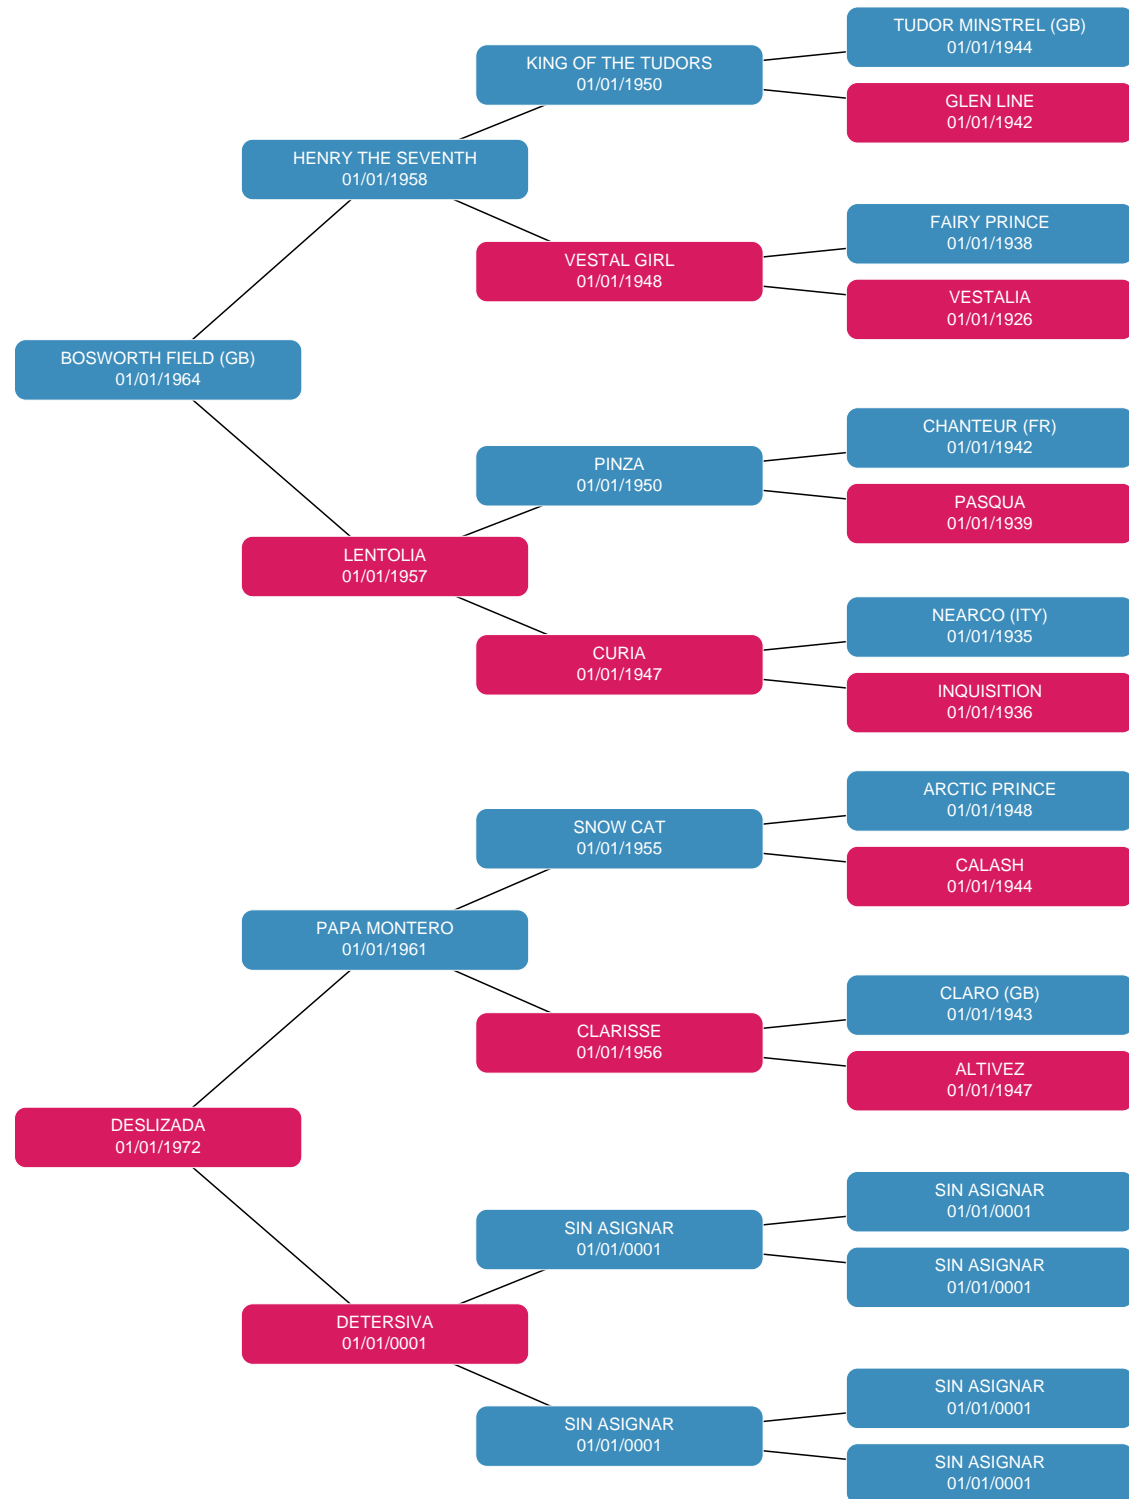 TUDOR MINSTREL (GB)
01/01/1944
KING OF THE TUDORS
01/01/1950
GLEN LINE
01/01/1942
HENRY THE SEVENTH
01/01/1958
FAIRY PRINCE
01/01/1938
VESTAL GIRL
01/01/1948
VESTALIA
01/01/1926
BOSWORTH FIELD (GB)
01/01/1964
CHANTEUR (FR)
01/01/1942
PINZA
01/01/1950
PASQUA
01/01/1939
LENTOLIA
01/01/1957
NEARCO (ITY)
01/01/1935
CURIA
01/01/1947
INQUISITION
01/01/1936
ARCTIC PRINCE
01/01/1948
SNOW CAT
01/01/1955
CALASH
01/01/1944
PAPA MONTERO
01/01/1961
CLARO (GB)
01/01/1943
CLARISSE
01/01/1956
ALTIVEZ
01/01/1947
DESLIZADA
01/01/1972
SIN ASIGNAR
01/01/0001
SIN ASIGNAR
01/01/0001
SIN ASIGNAR
01/01/0001
DETERSIVA
01/01/0001
SIN ASIGNAR
01/01/0001
SIN ASIGNAR
01/01/0001
SIN ASIGNAR
01/01/0001